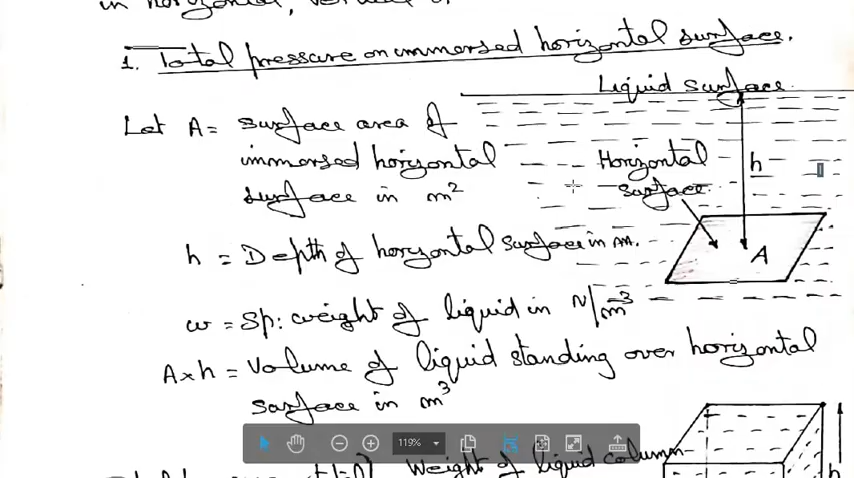 in horizontal,
1. Total pressure on immersed horizontal surface.
Liquid surface
Let A = surface area of
immersed horizontal
surface in m²
Horizontal
surface
h
A
h = Depth of horizontal surface in m.
w = Sp: weight of liquid in N/m³
A×h = Volume of liquid standing over horizontal
surface in m³
119%
Weight of liquid column
h